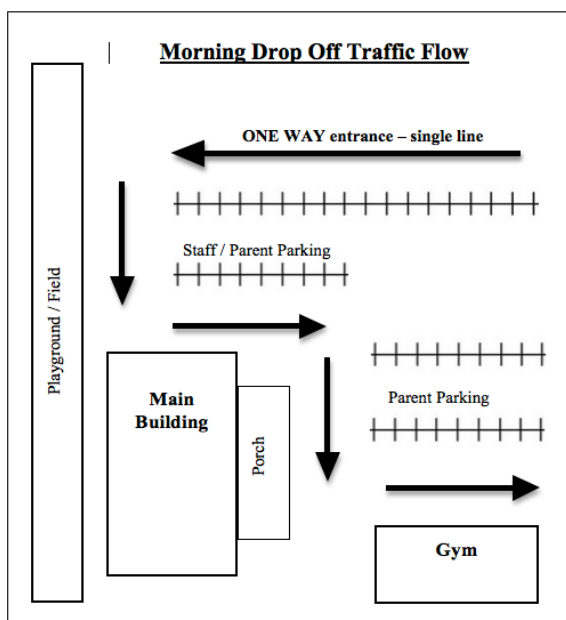 Morning Drop Off Traffic Flow
ONE WAY entrance – single line
Staff / Parent Parking
Playground / Field
Parent Parking
Main
Building
Porch
Gym